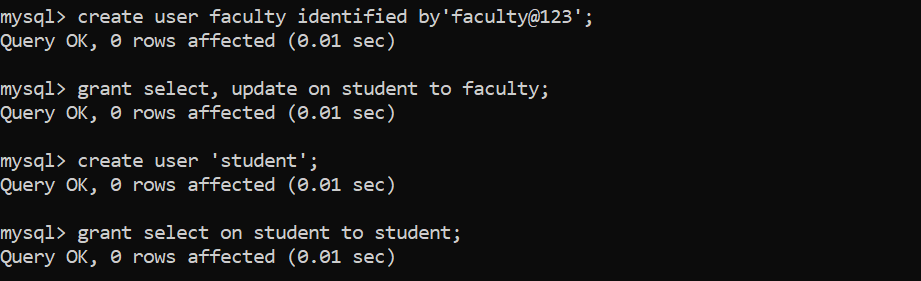 mysql> create user faculty identified by'faculty@123';
Query OK, 0 rows affected (0.01 sec)
mysql> grant select, update on student to faculty;
Query OK, 0 rows affected (0.01 sec)
mysql> create user 'student';
Query OK, 0 rows affected (0.01 sec)
mysql> grant select on student to student;
Query OK, 0 rows affected (0.01 sec)